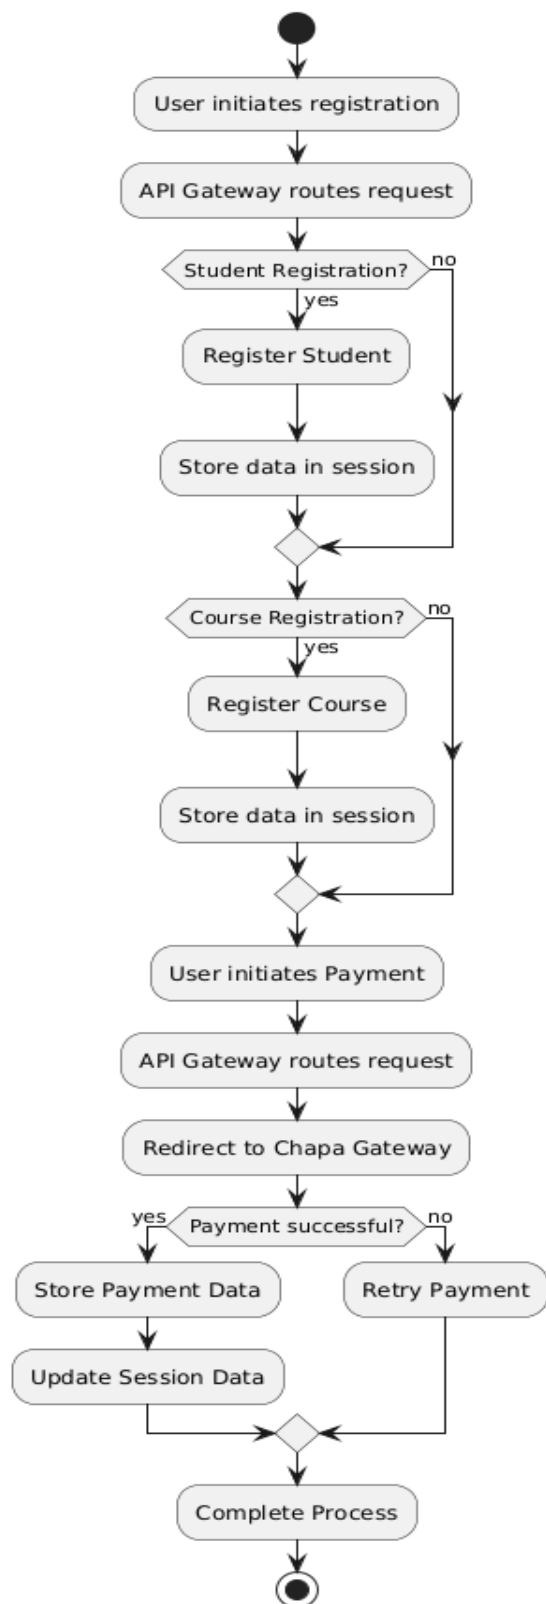 User initiates registration
API Gateway routes request
Student Registration?
no
yes
Register Student
Store data in session
Course Registration?
no
yes
Register Course
Store data in session
User initiates Payment
API Gateway routes request
Redirect to Chapa Gateway
yes
Payment successful?
no
Store Payment Data
Retry Payment
Update Session Data
Complete Process